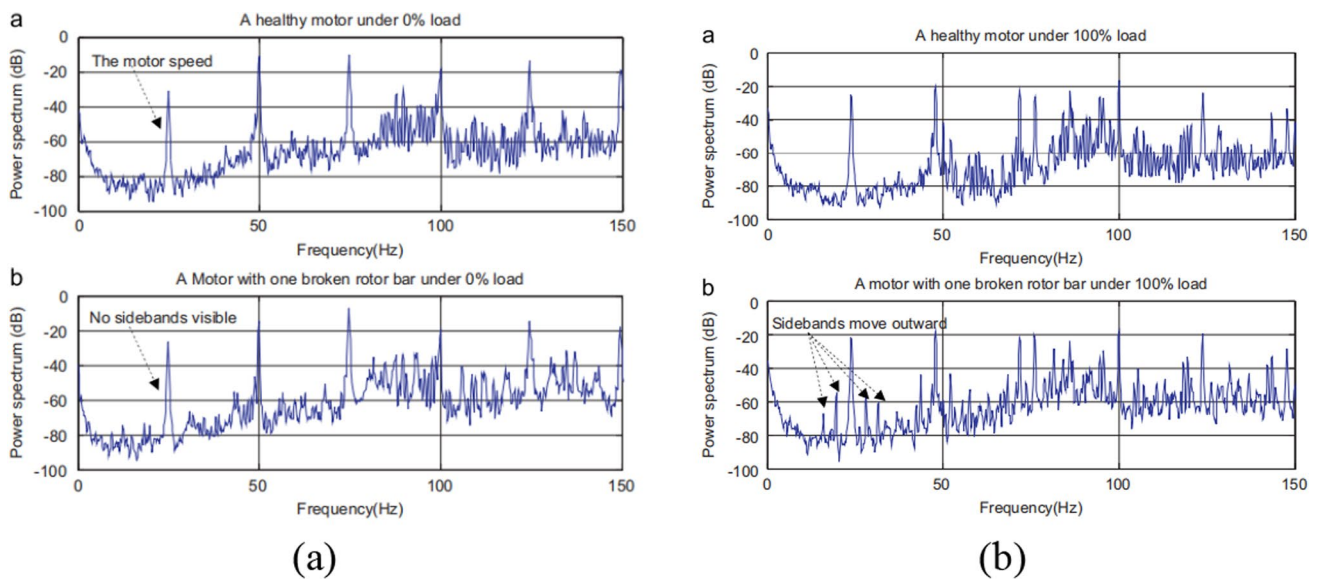 a
A healthy motor under 0% load
Power spectrum (dB)
0
-20
-40
-60
-80
-100
The motor speed
0
50
100
150
Frequency(Hz)
b
A Motor with one broken rotor bar under 0% load
Power spectrum (dB)
0
-20
-40
-60
-80
-100
No sidebands visible
0
50
100
150
Frequency(Hz)
(a)
a
A healthy motor under 100% load
Power spectrum (dB)
0
-20
-40
-60
-80
-100
0
50
100
150
Frequency(Hz)
b
A motor with one broken rotor bar under 100% load
Power spectrum (dB)
0
-20
-40
-60
-80
-100
Sidebands move outward
0
50
100
150
Frequency(Hz)
(b)